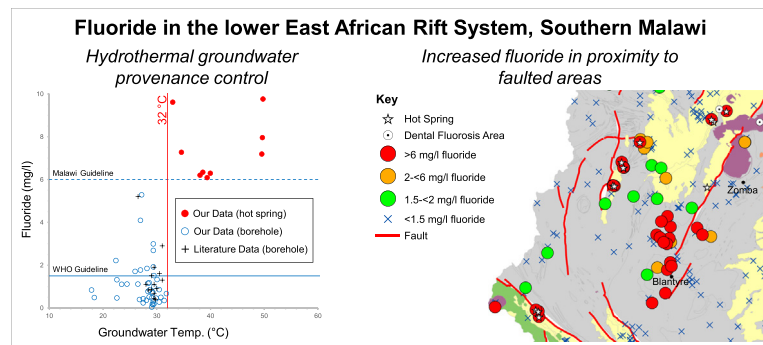 Fluoride in the lower East African Rift System, Southern Malawi
Hydrothermal groundwater
provenance control
Increased fluoride in proximity to
faulted areas
Fluoride (mg/l)
10
8
6
4
2
0
10
20
30
40
50
60
Groundwater Temp. (°C)
32 °C
Malawi Guideline
WHO Guideline
Our Data (hot spring)
Our Data (borehole)
Literature Data (borehole)
Key
Hot Spring
Dental Fluorosis Area
>6 mg/l fluoride
2-<6 mg/l fluoride
1.5-<2 mg/l fluoride
<1.5 mg/l fluoride
Fault
Zomba
Blantyre